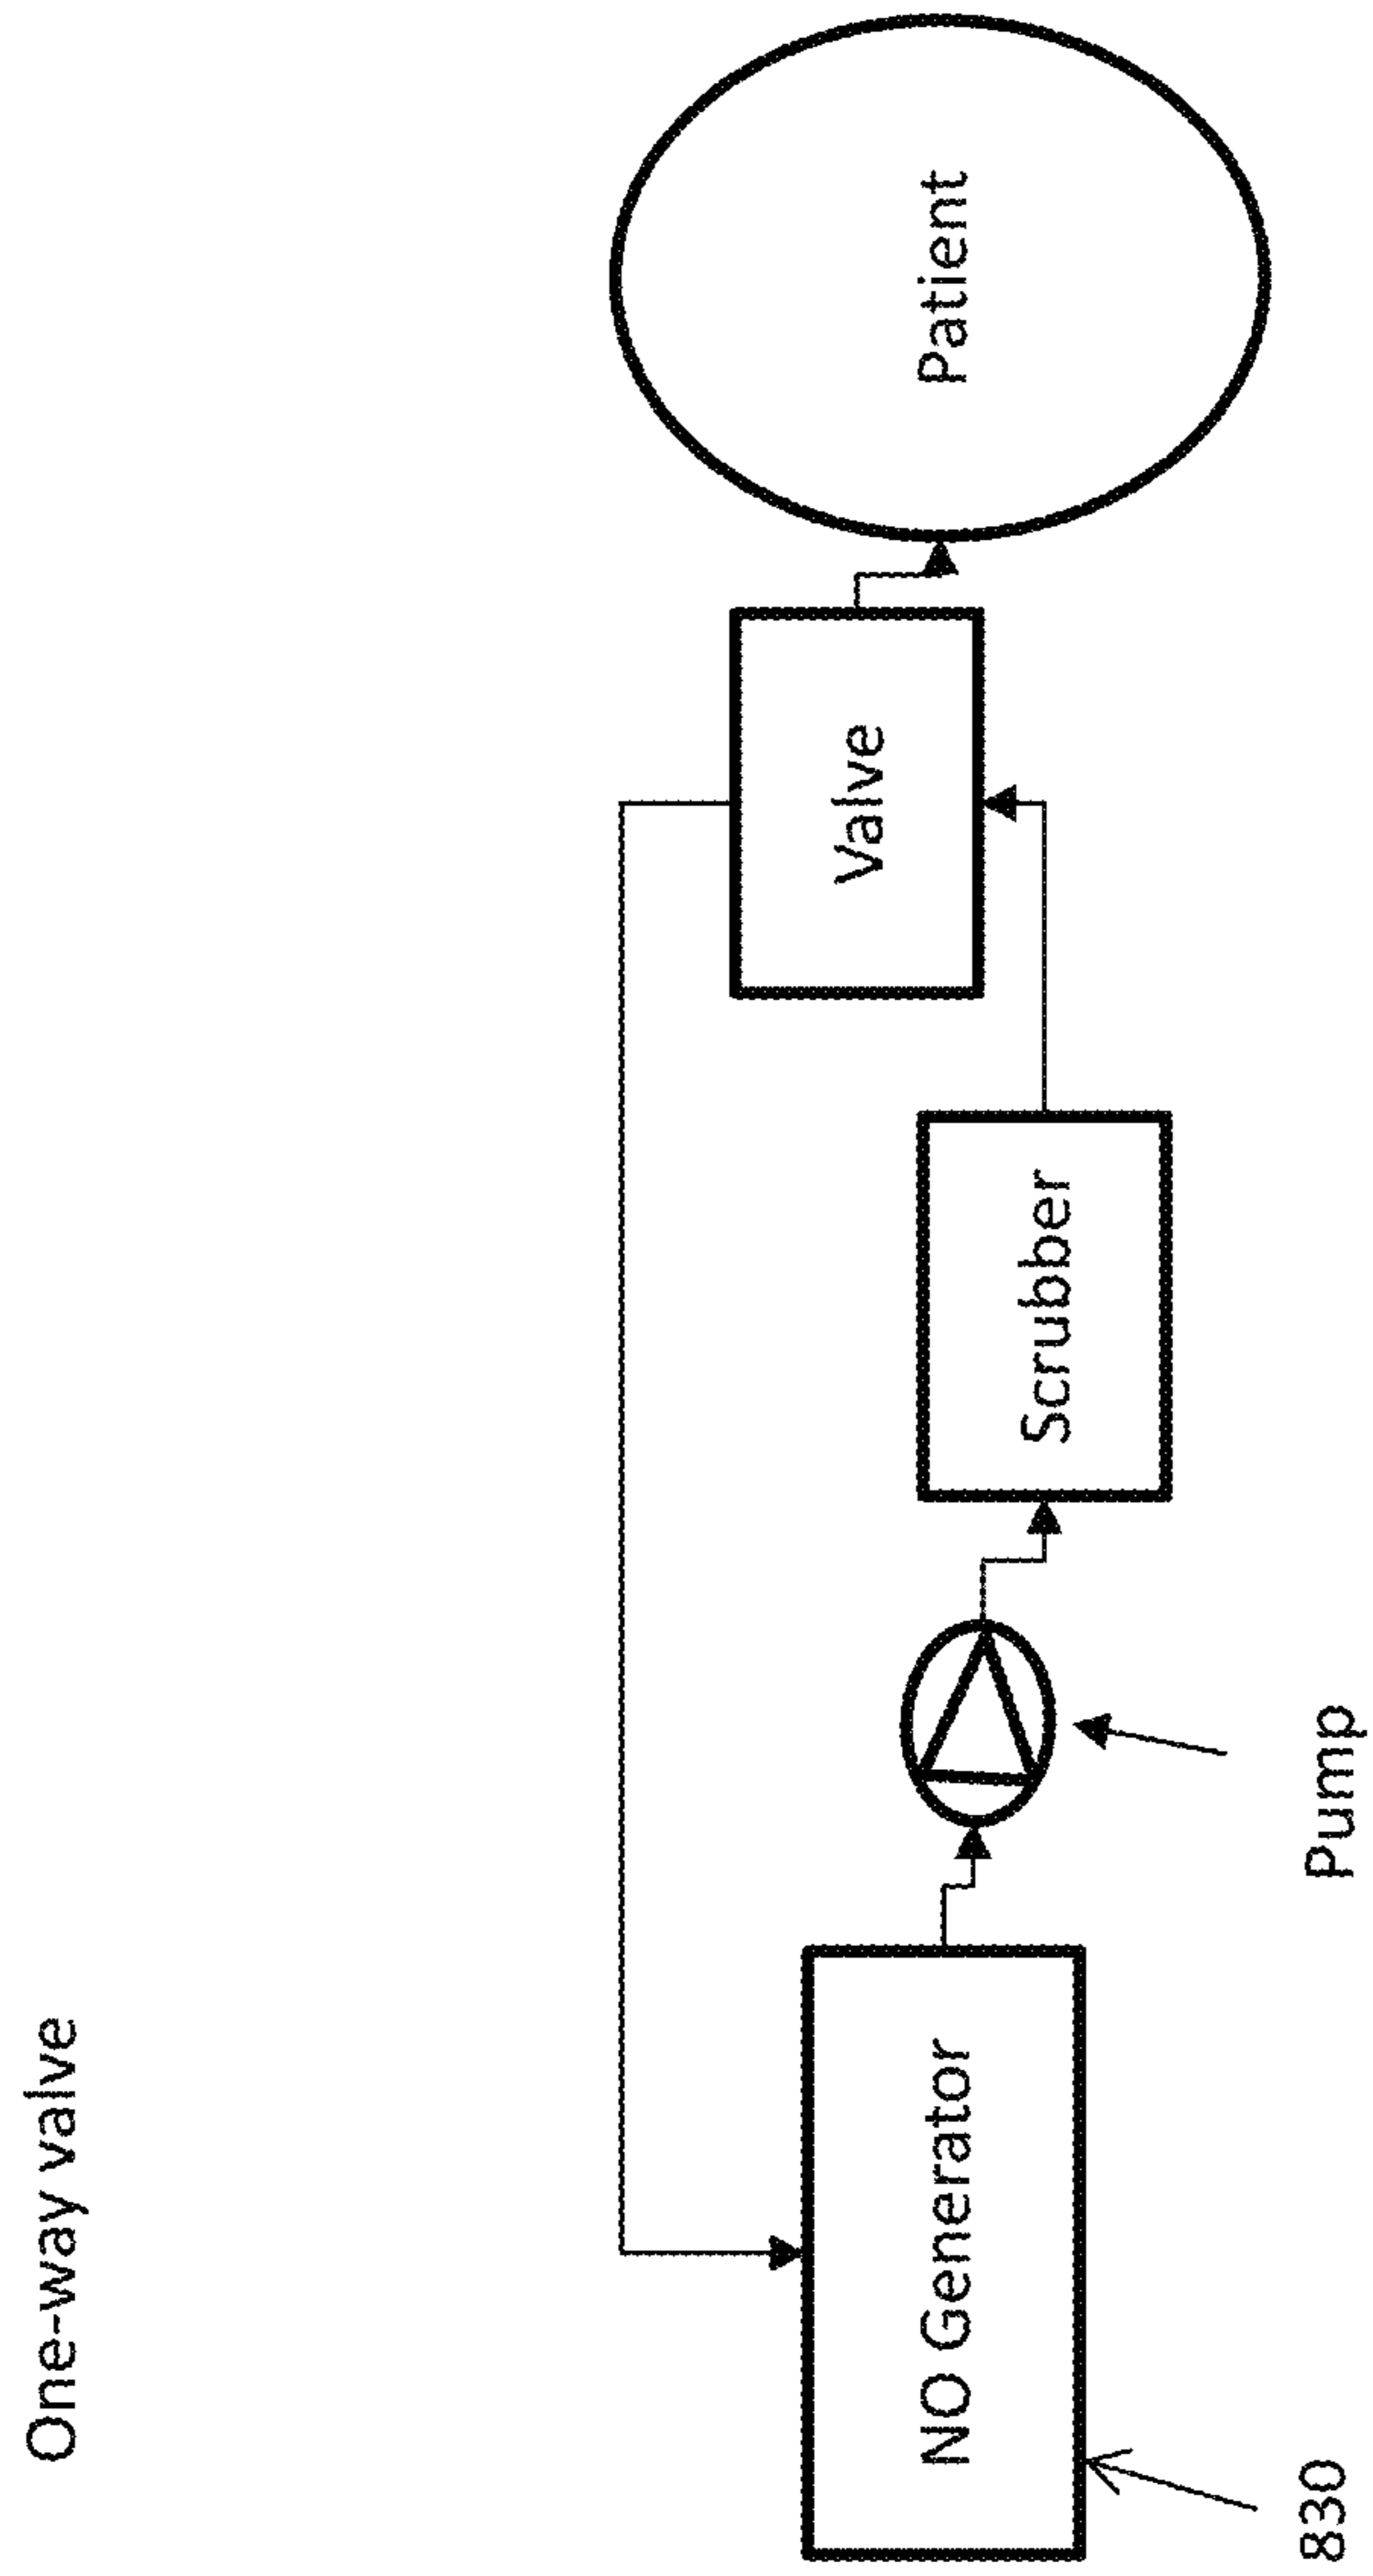 One-way valve
NO Generator
Scrubber
Valve
Patient
830
Pump